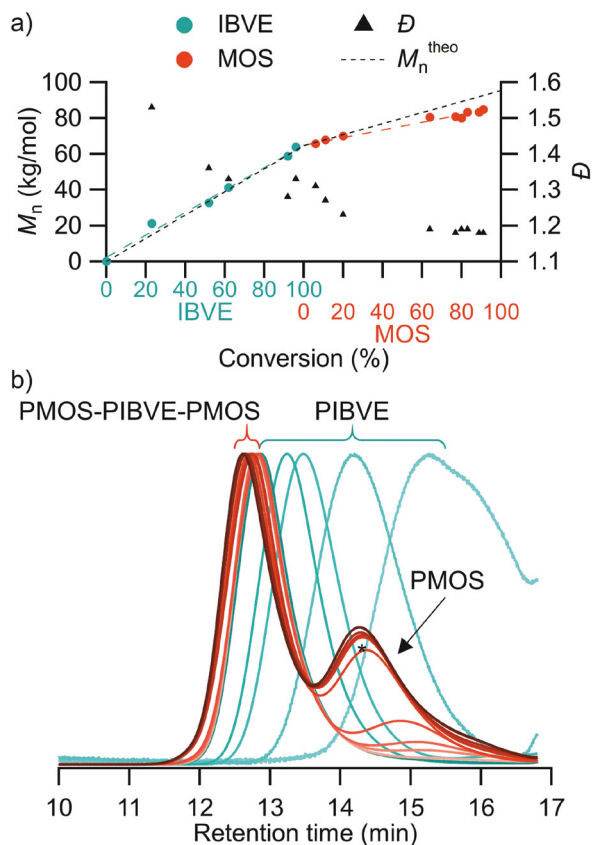 a)
IBVE
Đ
MOS
Mn theo
100
80
60
40
20
0
Mn (kg/mol)
1.6
1.5
1.4
1.3
1.2
1.1
Đ
0 20 40 60 80 100
IBVE
0 20 40 60 80 100
MOS
Conversion (%)
b)
PMOS-PIBVE-PMOS
PIBVE
PMOS
*
10 11 12 13 14 15 16 17
Retention time (min)